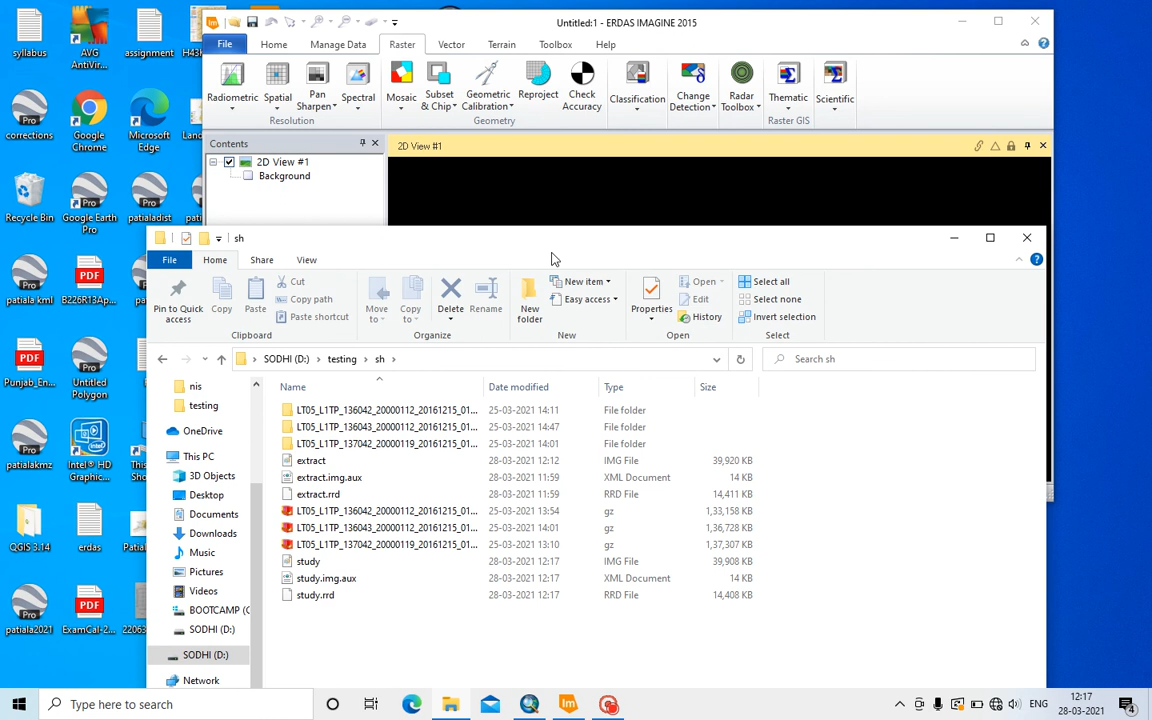 syllabus
AVG AntiVir...
assignment
H43K
corrections
Google Chrome
Microsoft Edge
Recycle Bin
Google Earth Pro
patialadist
patiala kml
B226R13Ap...
Punjab_En...
Untitled Polygon
patialakmz
Intel® HD Graphic...
QGIS 3.14
erdas
patiala2021
ExamCal-2...
Untitled:1 - ERDAS IMAGINE 2015
File Home Manage Data Raster Vector Terrain Toolbox Help
Radiometric Spatial Pan Sharpen Spectral Mosaic Subset & Chip Geometric Calibration Reproject Check Accuracy Classification Change Detection Radar Toolbox Thematic Scientific
Resolution Geometry Raster GIS
Contents
2D View #1
Background
2D View #1
sh
File Home Share View
Pin to Quick access Copy Paste Cut Copy path Paste shortcut Move to Copy to Delete Rename New folder New item Easy access Properties Open Edit History Select all Select none Invert selection
Clipboard Organize New Open Select
SODHI (D:) testing sh
Search sh
nis
testing
OneDrive
This PC
3D Objects
Desktop
Documents
Downloads
Music
Pictures
Videos
BOOTCAMP (C
SODHI (D:)
SODHI (D:)
Network
Name Date modified Type Size
LT05_L1TP_136042_20000112_20161215_01... 25-03-2021 14:11 File folder
LT05_L1TP_136043_20000112_20161215_01... 25-03-2021 14:47 File folder
LT05_L1TP_137042_20000119_20161215_01... 25-03-2021 14:01 File folder
extract 28-03-2021 12:12 IMG File 39,920 KB
extract.img.aux 28-03-2021 11:59 XML Document 14 KB
extract.rrd 28-03-2021 11:59 RRD File 14,411 KB
LT05_L1TP_136042_20000112_20161215_01... 25-03-2021 13:54 gz 1,33,158 KB
LT05_L1TP_136043_20000112_20161215_01... 25-03-2021 14:01 gz 1,36,728 KB
LT05_L1TP_137042_20000119_20161215_01... 25-03-2021 13:10 gz 1,37,307 KB
study 28-03-2021 12:17 IMG File 39,908 KB
study.img.aux 28-03-2021 12:17 XML Document 14 KB
study.rrd 28-03-2021 12:17 RRD File 14,408 KB
Type here to search
ENG
12:17
28-03-2021
4